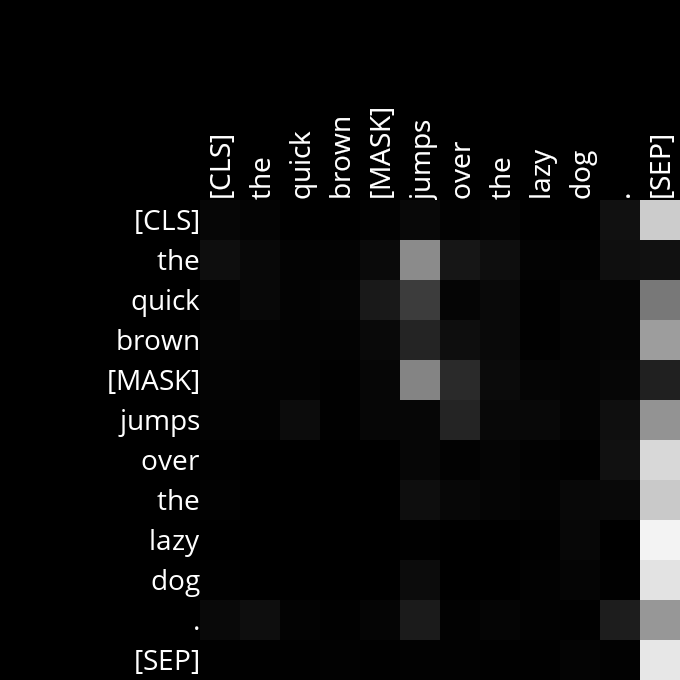 [CLS] the quick brown [MASK] jumps over the lazy dog . [SEP]
[CLS]
the
quick
brown
[MASK]
jumps
over
the
lazy
dog
.
[SEP]